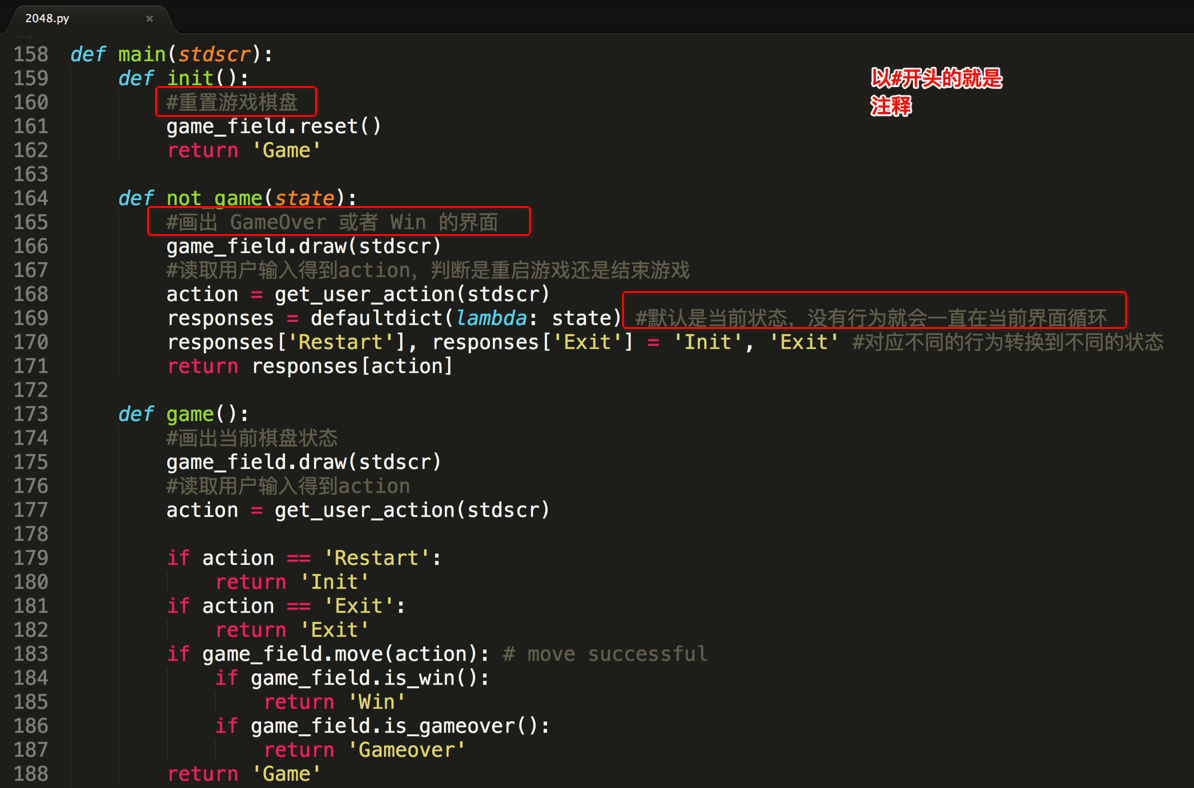 2048.py
158 def main(stdscr):
159     def init():
160         #重置游戏棋盘
161         game_field.reset()
162         return 'Game'
163
164     def not_game(state):
165         #画出 GameOver 或者 Win 的界面
166         game_field.draw(stdscr)
167         #读取用户输入得到action，判断是重启游戏还是结束游戏
168         action = get_user_action(stdscr)
169         responses = defaultdict(lambda: state) #默认是当前状态，没有行为就会一直在当前界面循环
170         responses['Restart'], responses['Exit'] = 'Init', 'Exit' #对应不同的行为转换到不同的状态
171         return responses[action]
172
173     def game():
174         #画出当前棋盘状态
175         game_field.draw(stdscr)
176         #读取用户输入得到action
177         action = get_user_action(stdscr)
178
179         if action == 'Restart':
180             return 'Init'
181         if action == 'Exit':
182             return 'Exit'
183         if game_field.move(action): # move successful
184             if game_field.is_win():
185                 return 'Win'
186             if game_field.is_gameover():
187                 return 'Gameover'
188         return 'Game'
以#开头的就是
注释